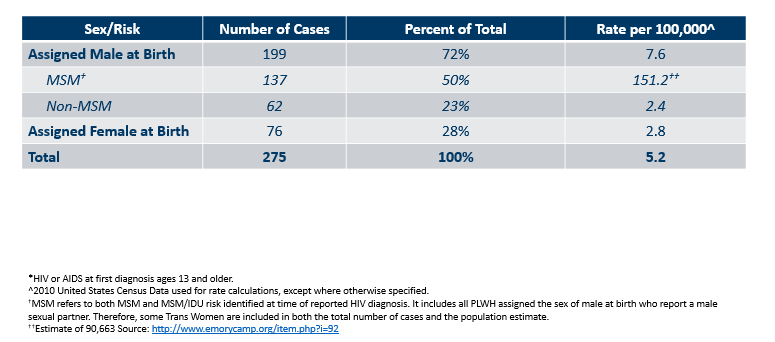 Sex/Risk Number of Cases Percent of Total Rate per 100,000^
Assigned Male at Birth 199 72% 7.6
MSM† 137 50% 151.2††
Non-MSM 62 23% 2.4
Assigned Female at Birth 76 28% 2.8
Total 275 100% 5.2
*HIV or AIDS at first diagnosis ages 13 and older.
^2010 United States Census Data used for rate calculations, except where otherwise specified.
†MSM refers to both MSM and MSM/IDU risk identified at time of reported HIV diagnosis. It includes all PLWH assigned the sex of male at birth who report a male
sexual partner. Therefore, some Trans Women are included in both the total number of cases and the population estimate.
††Estimate of 90,663 Source: http://www.emorycamp.org/item.php?i=92